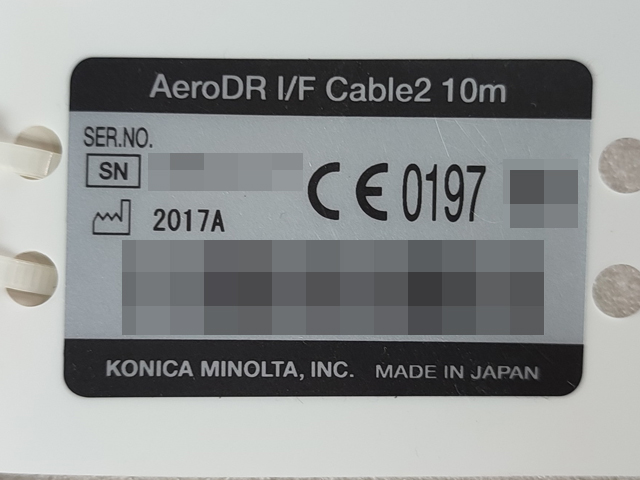 AeroDR I/F Cable2 10m
SER.NO.
SN
CE 0197
2017A
KONICA MINOLTA, INC. MADE IN JAPAN